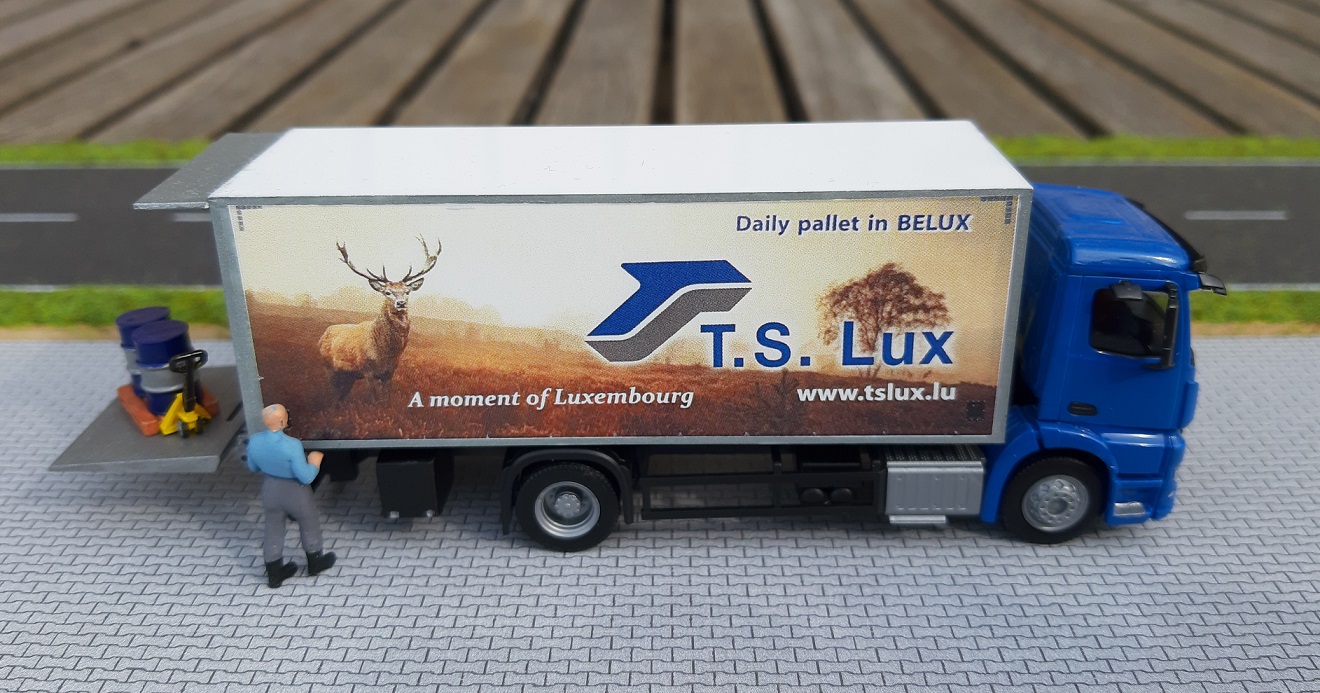 Daily pallet in BELUX
T.S. Lux
A moment of Luxembourg
www.tslux.lu